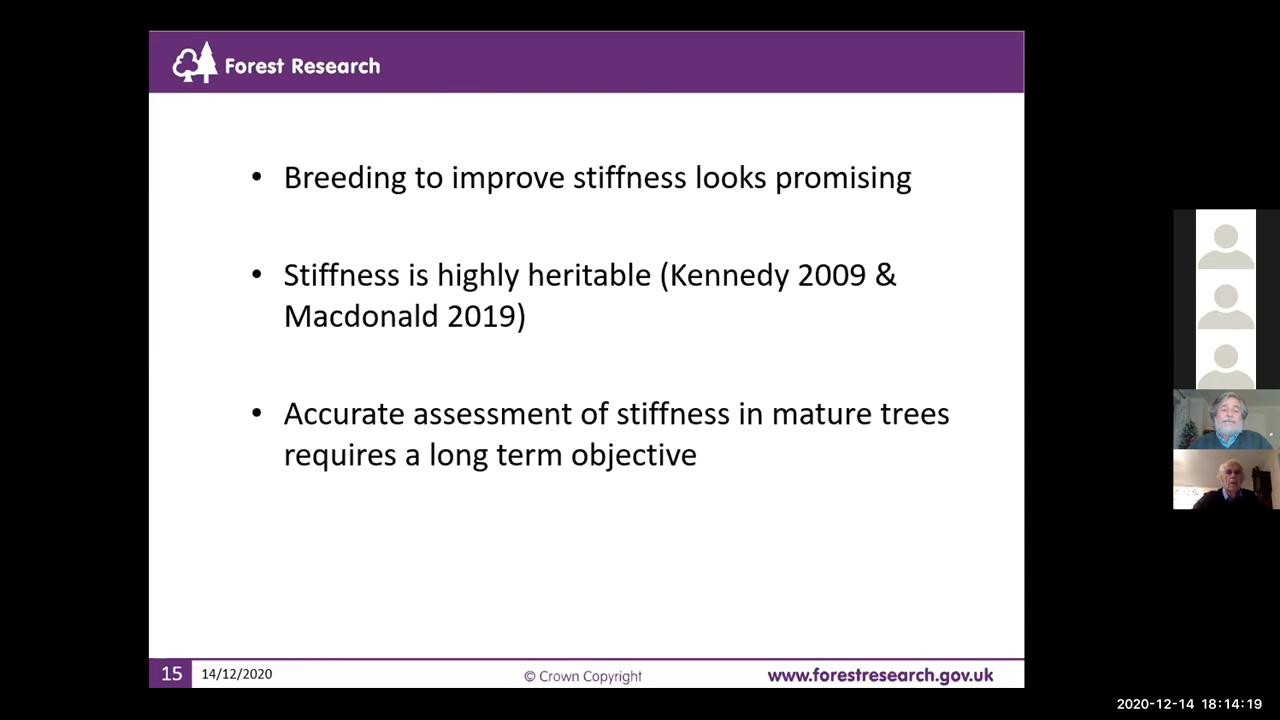 Forest Research
• Breeding to improve stiffness looks promising
• Stiffness is highly heritable (Kennedy 2009 &
Macdonald 2019)
• Accurate assessment of stiffness in mature trees
requires a long term objective
15 14/12/2020 © Crown Copyright www.forestresearch.gov.uk
2020-12-14 18:14:19